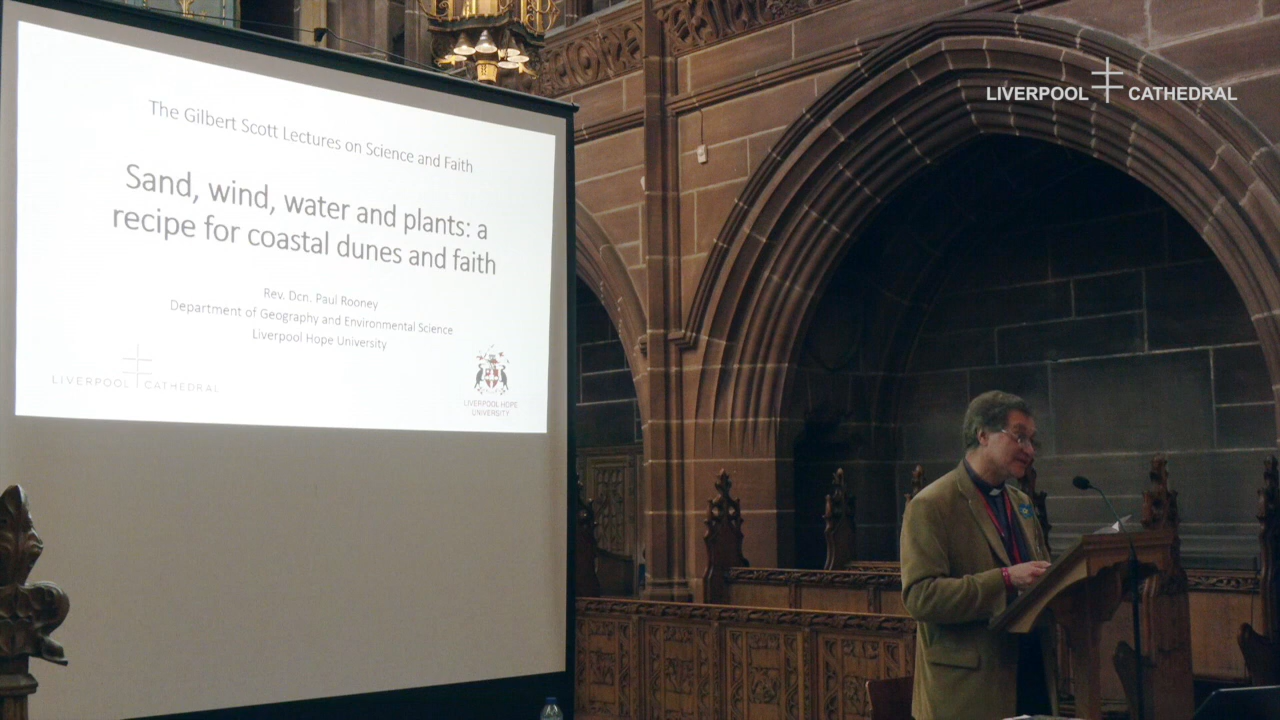 The Gilbert Scott Lectures on Science and Faith
Sand, wind, water and plants: a
recipe for coastal dunes and faith
Rev. Dcn. Paul Rooney
Department of Geography and Environmental Science
Liverpool Hope University
LIVERPOOL CATHEDRAL
LIVERPOOL HOPE
UNIVERSITY
LIVERPOOL CATHEDRAL